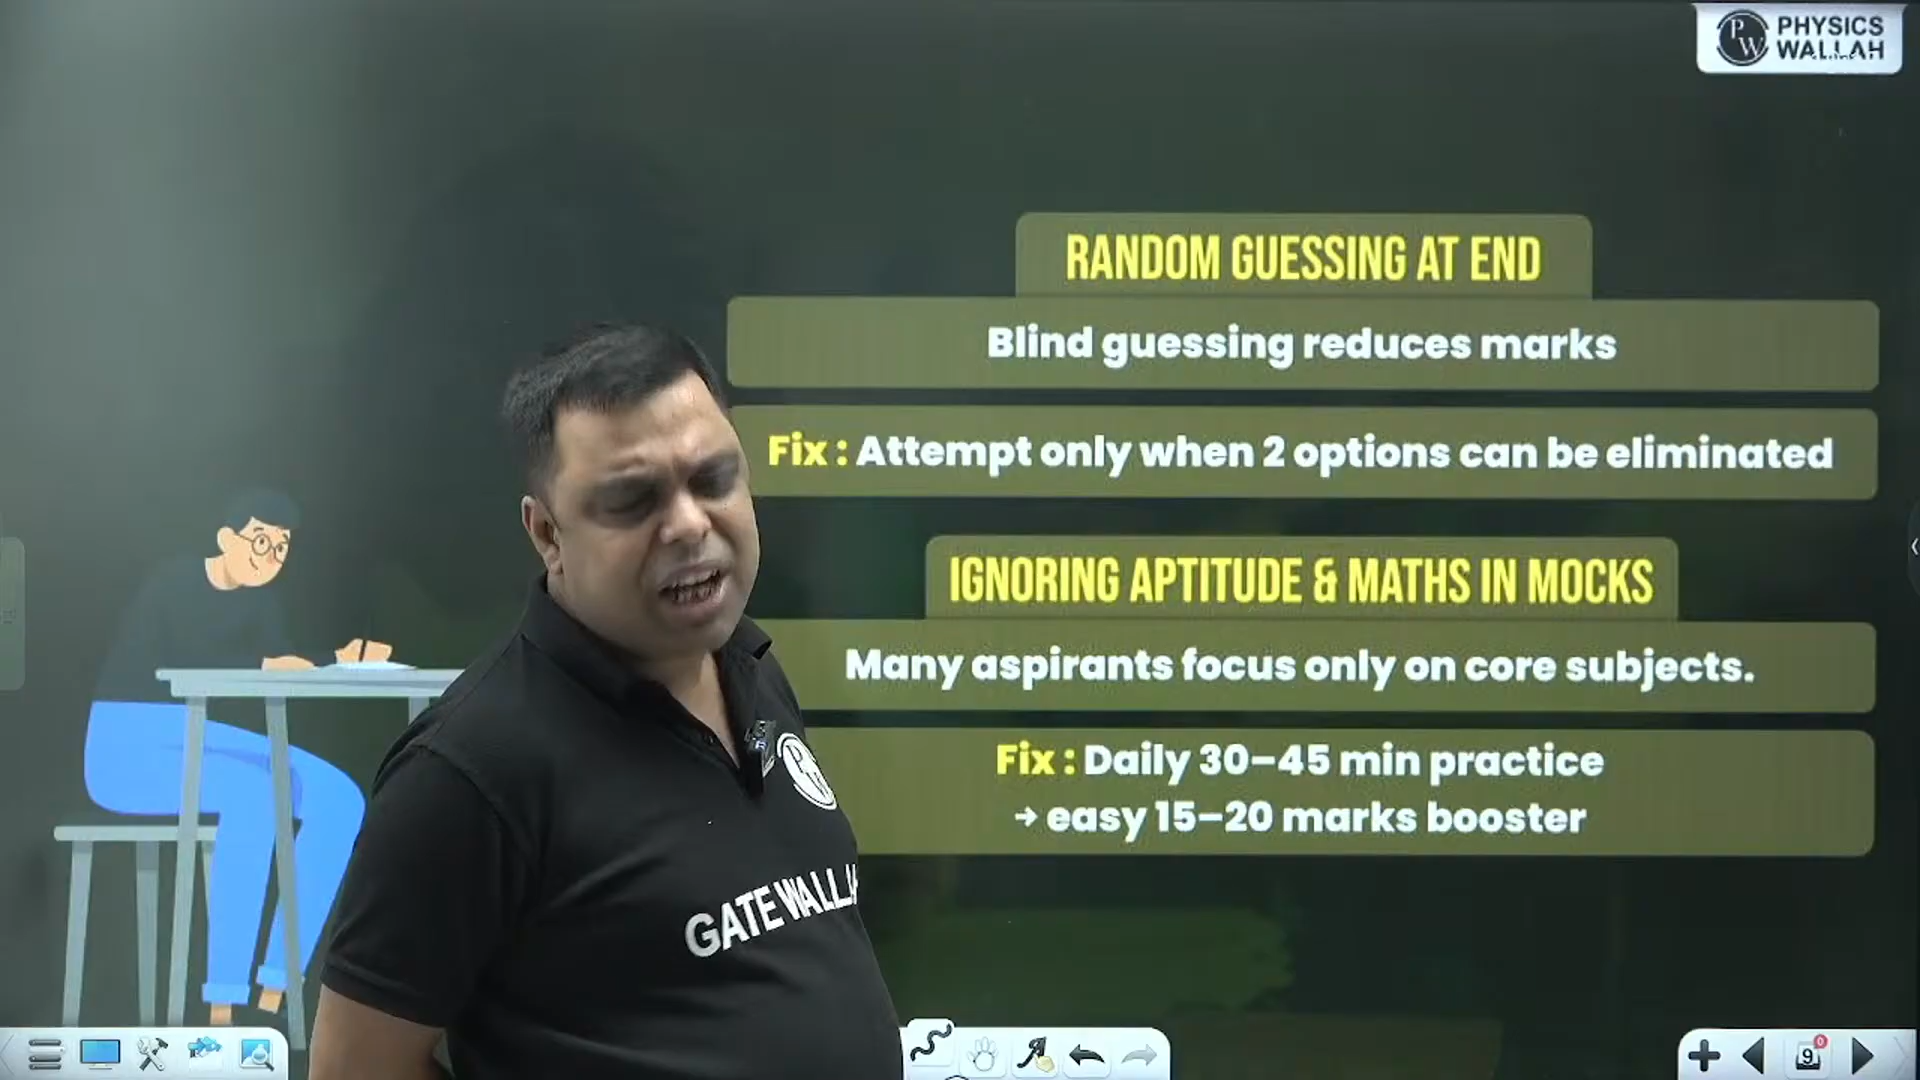 PHYSICS
WALLAH
RANDOM GUESSING AT END
Blind guessing reduces marks
Fix : Attempt only when 2 options can be eliminated
IGNORING APTITUDE & MATHS IN MOCKS
Many aspirants focus only on core subjects.
Fix : Daily 30–45 min practice
→ easy 15–20 marks booster
GATE WALLA
9
0